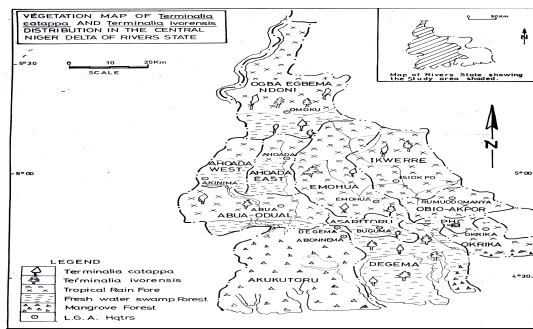 VEGETATION MAP OF Terminalia
catappa AND Terminalia ivorensis
DISTRIBUTION IN THE CENTRAL
NIGER DELTA OF RIVERS STATE
0 50Km
N
Map of Rivers State showing
the Study area shaded.
5°30
0 10 20Km
SCALE
OGBA EGBEMA
NDONI
OMOKU
N
5°00
5°00
AHOADA
AHOADA
WEST
AHOADA
EAST
AKINIMA
IKWERRE
ISIOKPO
EMOHUA
EMOHUA
RUMUODOMANYA
OBIO-AKPOR
ABUA
ABUA-ODUAL
ASARITORU
DEGEMA
BUGUMA
ABONNEMA
PHC
OKRIKA
OKRIKA
DEGEMA
AKUKUTORU
4°30
LEGEND
Terminalia catappa
Terminalia ivorensis
Tropical Rain Fore
Fresh water swamp Forest
Mangrove Forest
L.G.A. Hqtrs